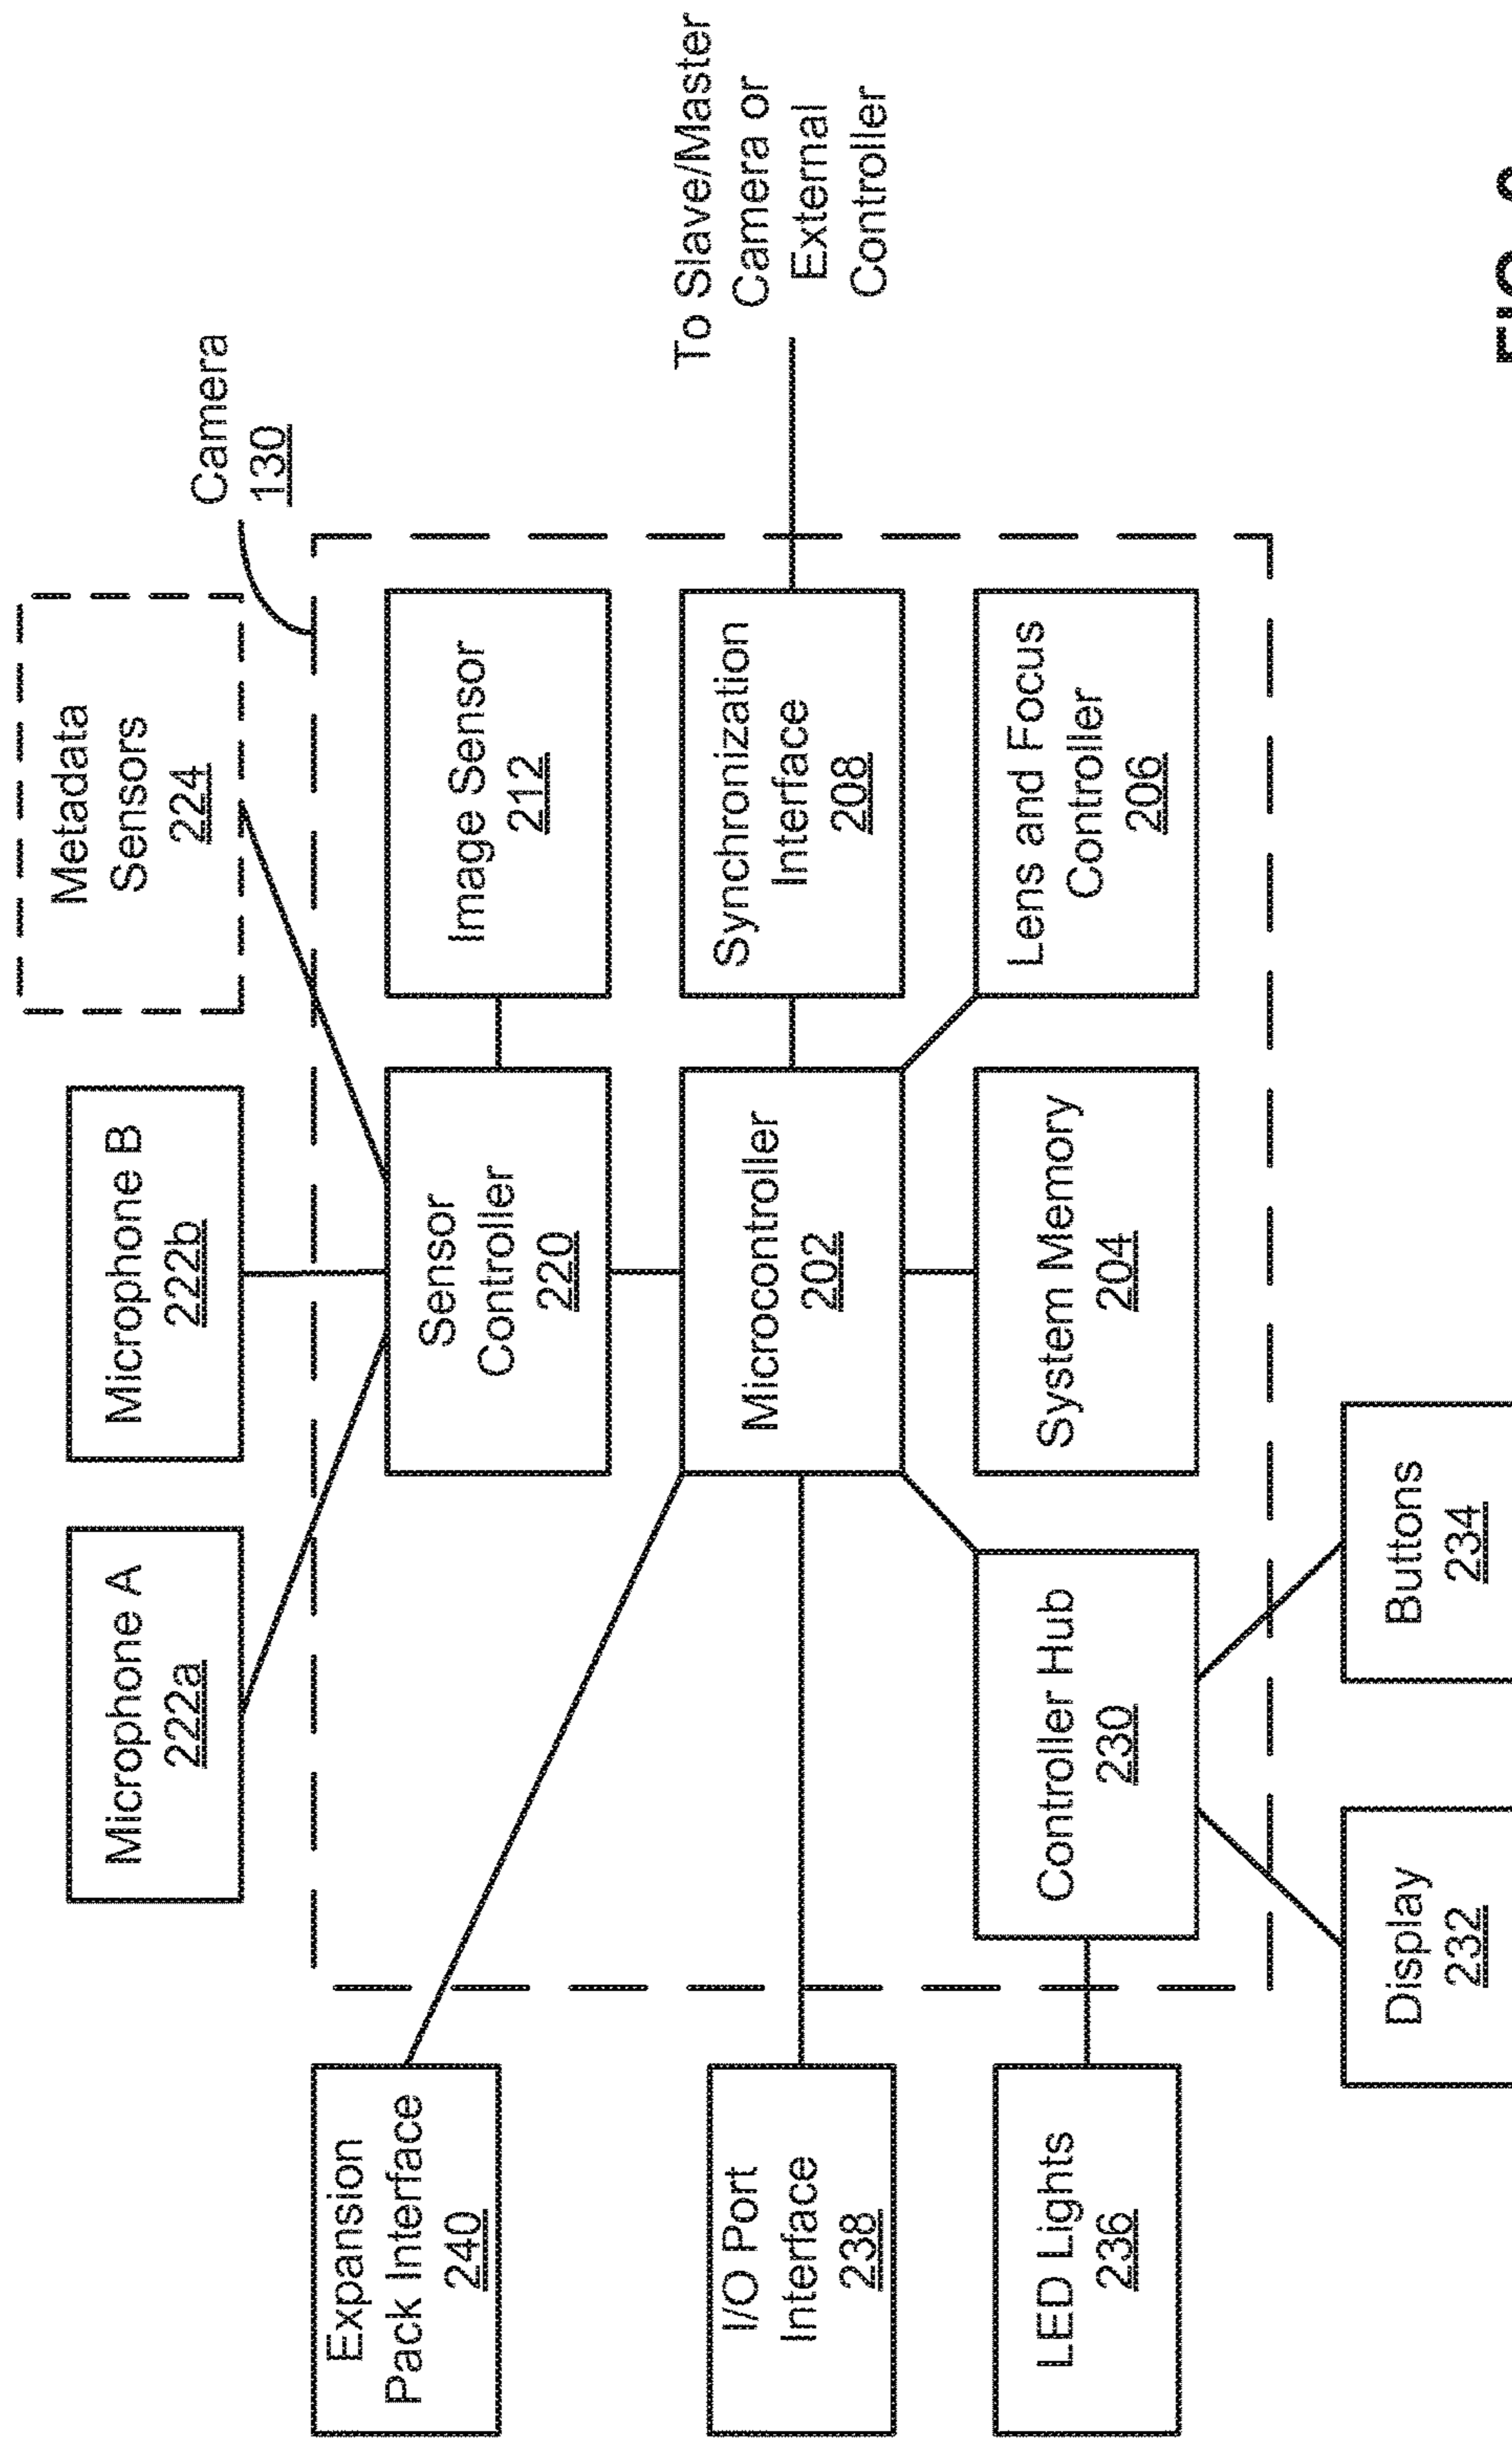 Microphone A
222a
Microphone B
222b
Metadata
Sensors
224
Camera
130
Expansion
Pack Interface
240
Sensor
Controller
220
Image Sensor
212
I/O Port
Interface
238
Microcontroller
202
Synchronization
Interface
208
To Slave/Master
Camera or
External
Controller
LED Lights
236
Controller Hub
230
System Memory
204
Lens and Focus
Controller
206
Display
232
Buttons
234